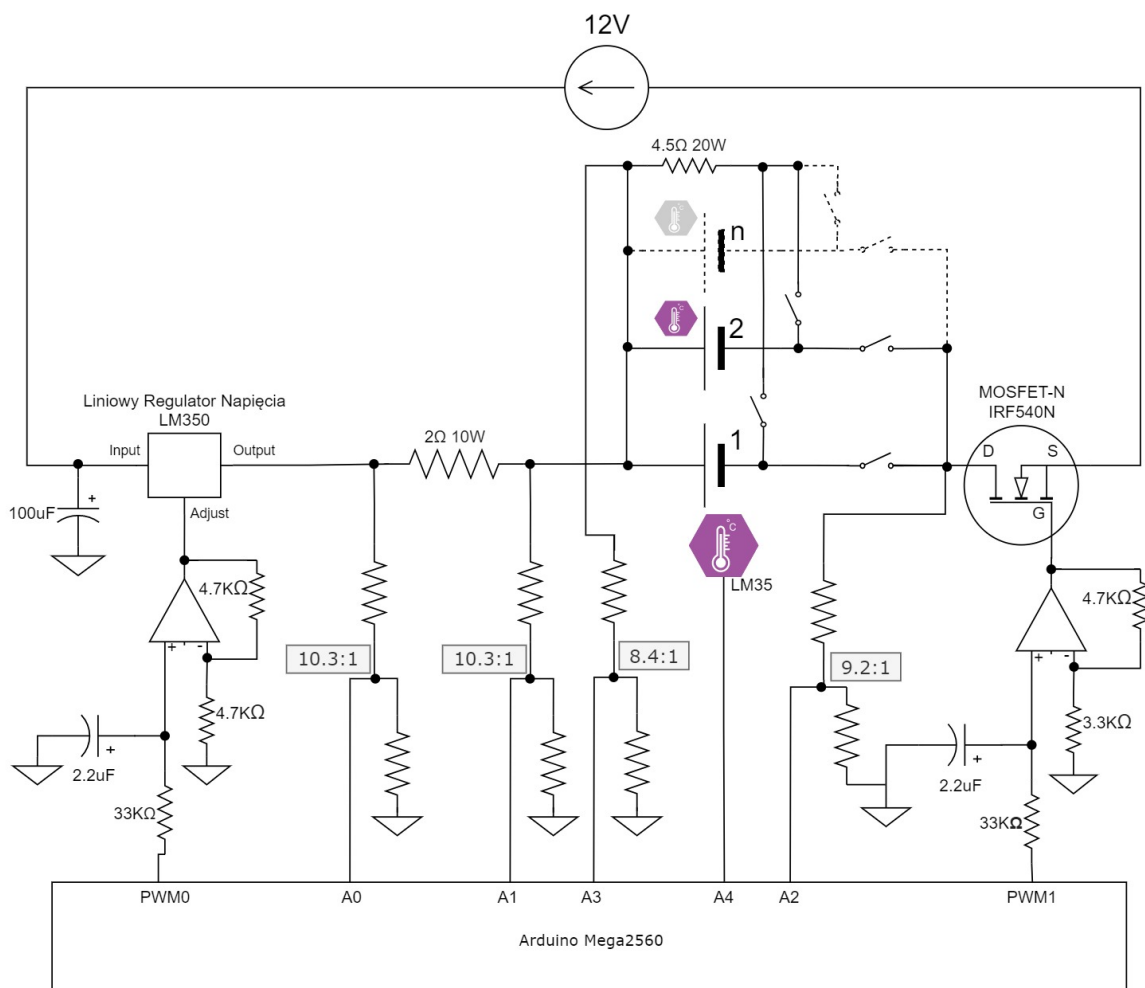 12V
4.5Ω 20W
°C
n
°C
2
Liniowy Regulator Napięcia
LM350
MOSFET-N
IRF540N
Input
Output
2Ω 10W
1
D
S
G
100uF
+
Adjust
°C
LM35
4.7KΩ
4.7KΩ
+
-
+
-
10.3:1
10.3:1
8.4:1
9.2:1
4.7KΩ
3.3KΩ
+
2.2uF
+
2.2uF
33KΩ
33KΩ
PWM0
A0
A1
A3
A4
A2
PWM1
Arduino Mega2560